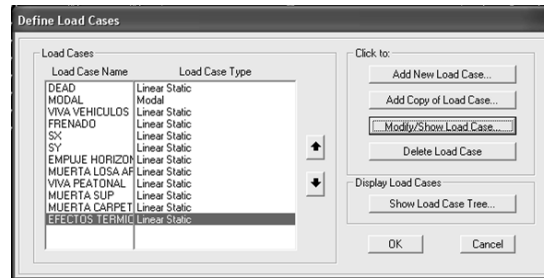 Define Load Cases
Load Cases
Load Case Name Load Case Type
DEAD Linear Static
MODAL Modal
VIVA VEHICULOS Linear Static
FRENADO Linear Static
SX Linear Static
SY Linear Static
EMPUJE HORIZON Linear Static
MUERTA LOSA AF Linear Static
VIVA PEATONAL Linear Static
MUERTA SUP Linear Static
MUERTA CARPET Linear Static
EFECTOS TERMIC Linear Static
Click to:
Add New Load Case...
Add Copy of Load Case...
Modify/Show Load Case...
Delete Load Case
Display Load Cases
Show Load Case Tree...
OK Cancel